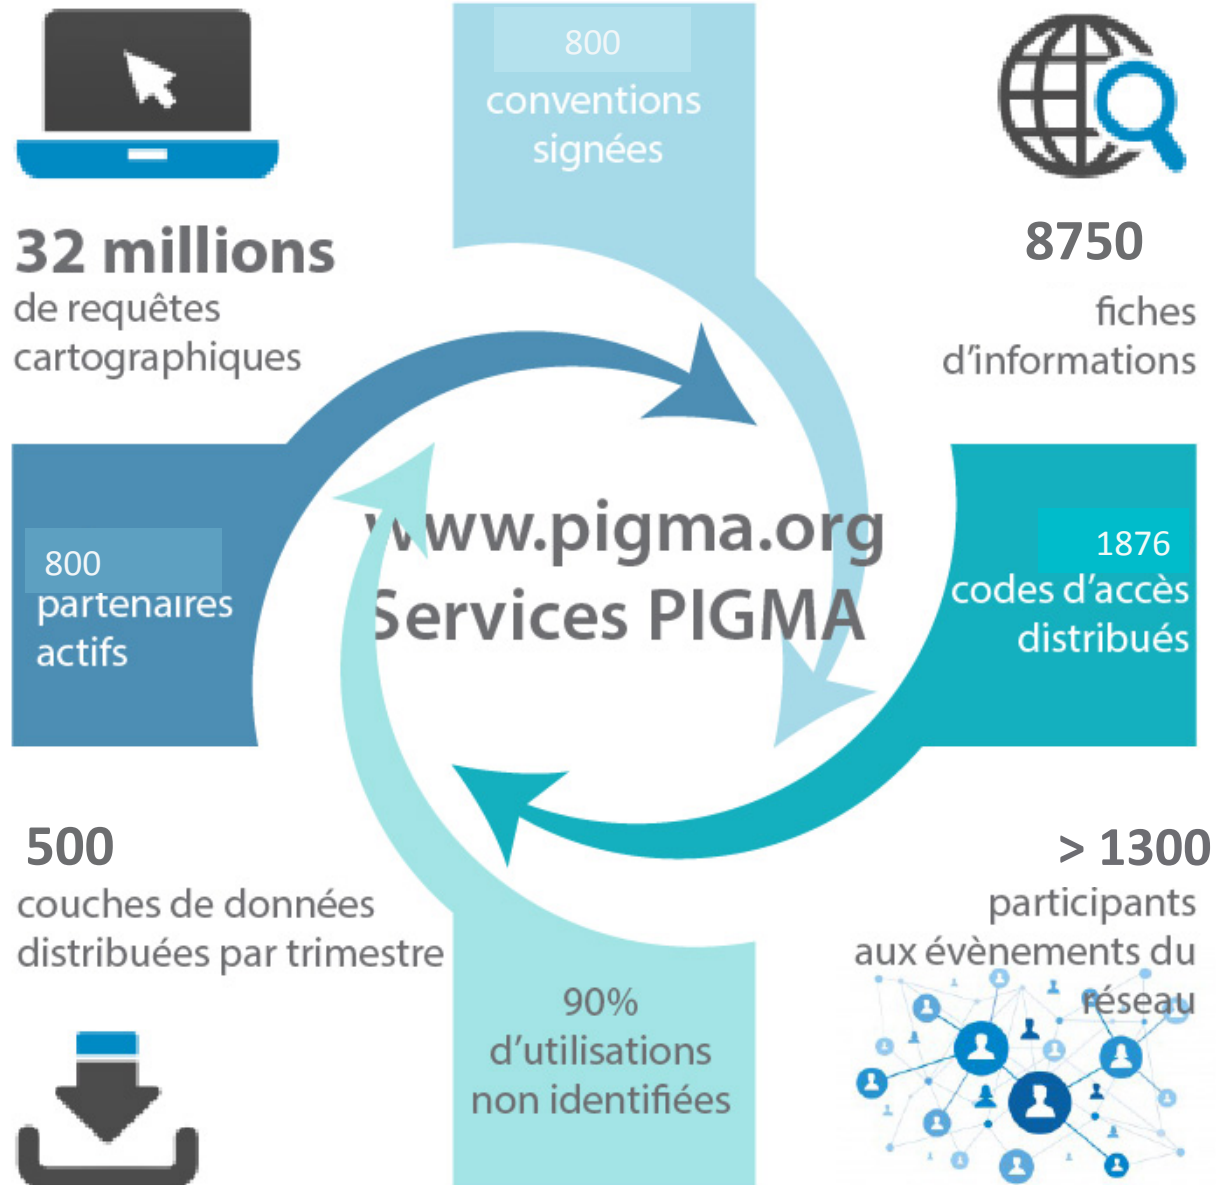 800
conventions
signées
32 millions
de requêtes
cartographiques
8750
fiches
d'informations
www.pigma.org
Services PIGMA
800
partenaires
actifs
1876
codes d'accès
distribués
500
couches de données
distribuées par trimestre
> 1300
participants
aux évènements du
réseau
90%
d'utilisations
non identifiées